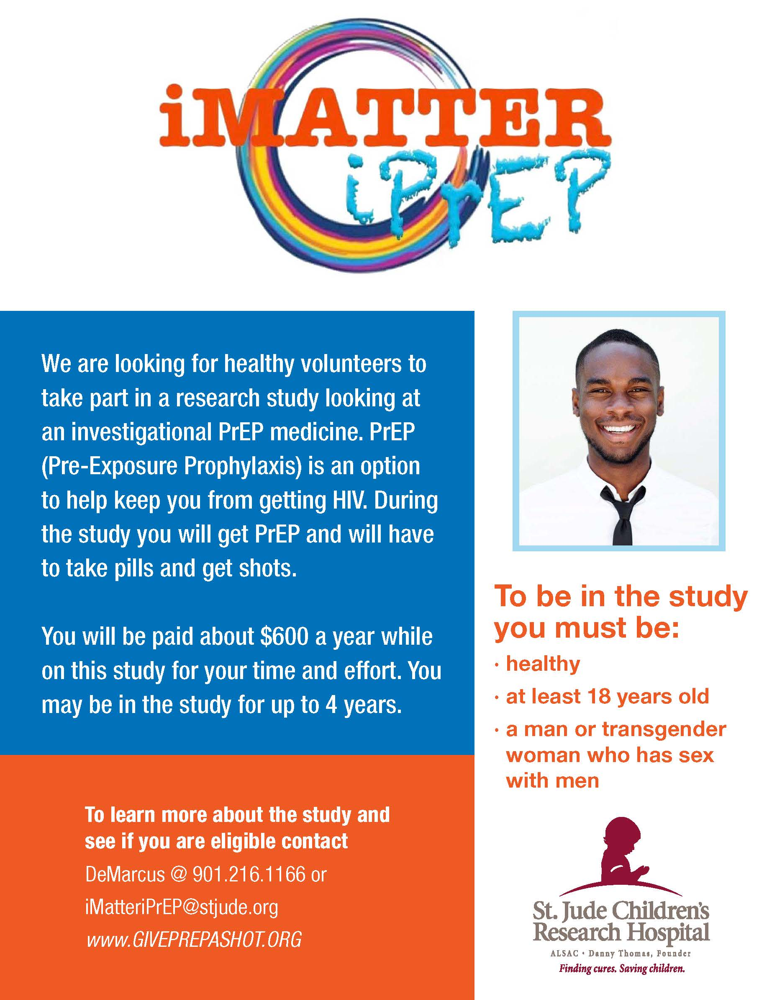 iMATTER
iPrEP
We are looking for healthy volunteers to
take part in a research study looking at
an investigational PrEP medicine. PrEP
(Pre-Exposure Prophylaxis) is an option
to help keep you from getting HIV. During
the study you will get PrEP and will have
to take pills and get shots.
You will be paid about $600 a year while
on this study for your time and effort. You
may be in the study for up to 4 years.
To learn more about the study and
see if you are eligible contact
DeMarcus @ 901.216.1166 or
iMatteriPrEP@stjude.org
www.GIVEPREPASHOT.ORG
To be in the study
you must be:
· healthy
· at least 18 years old
· a man or transgender
woman who has sex
with men
St. Jude Children's
Research Hospital
ALSAC • Danny Thomas, Founder
Finding cures. Saving children.